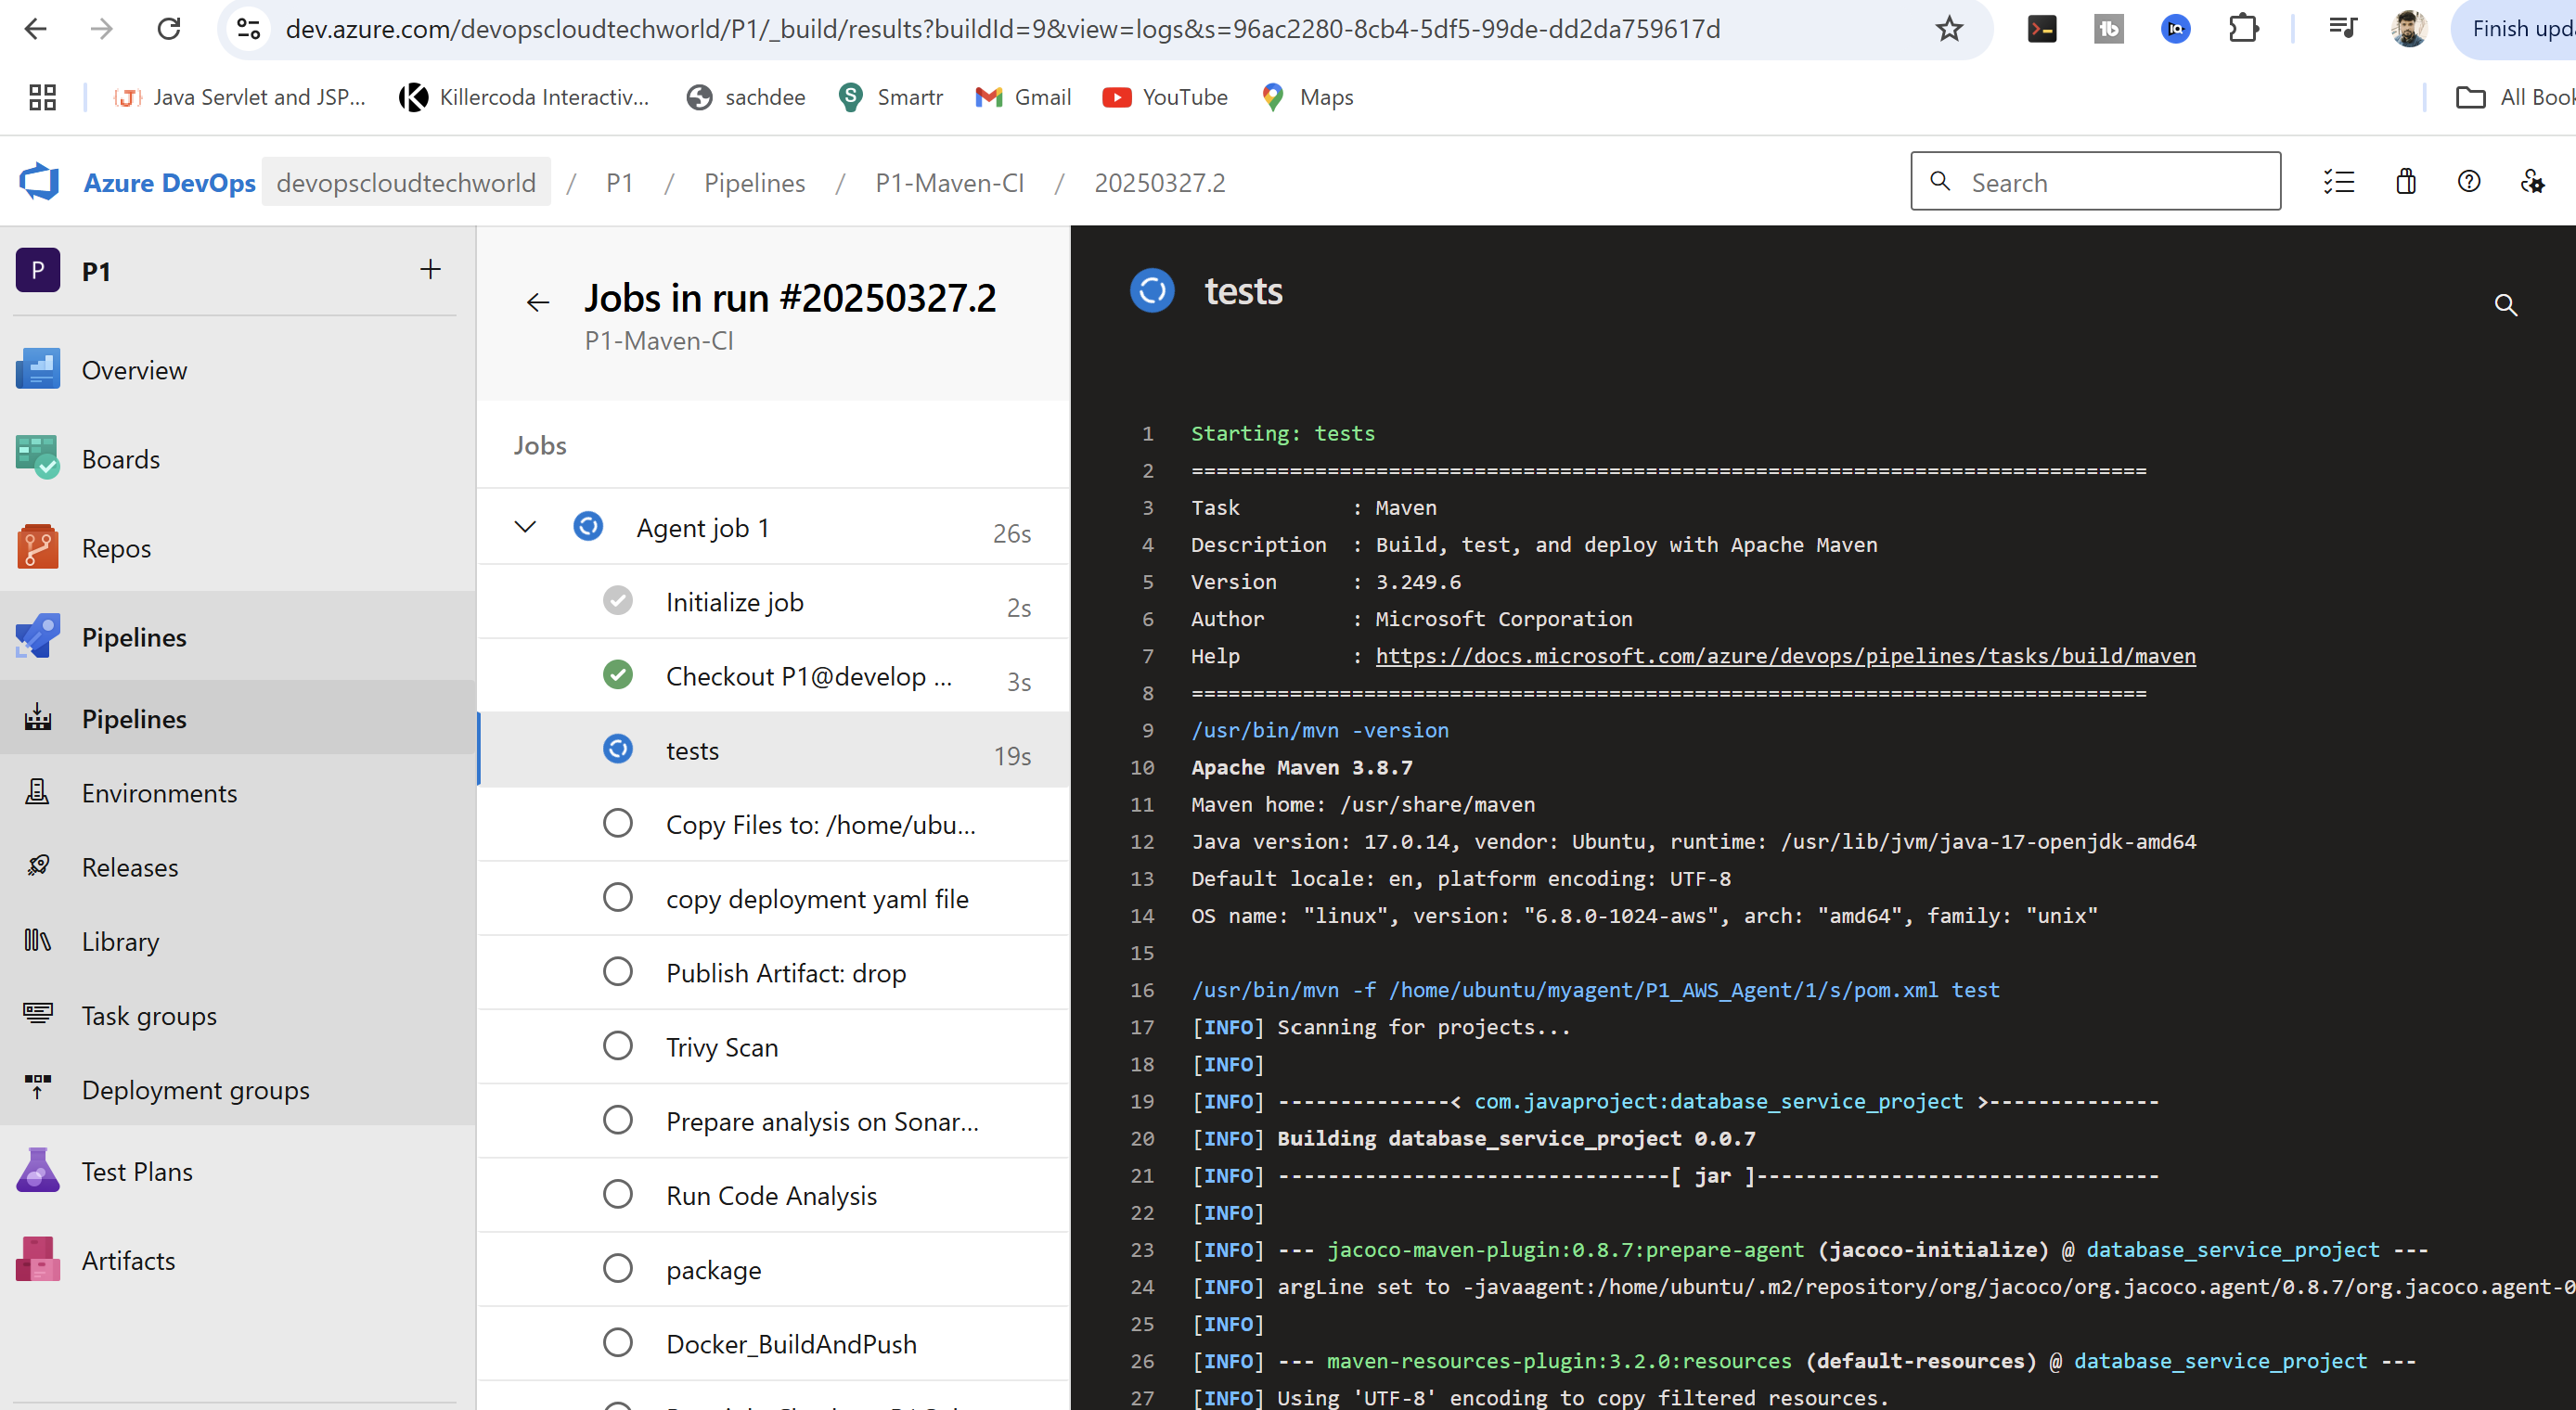 dev.azure.com/devopscloudtechworld/P1/_build/results?buildId=9&view=logs&s=96ac2280-8cb4-5df5-99de-dd2da759617d
Finish upd
Java Servlet and JSP...
Killercoda Interactiv...
sachdee
Smartr
Gmail
YouTube
Maps
All Book
Azure DevOps devopscloudtechworld / P1 / Pipelines / P1-Maven-CI / 20250327.2
Search
P P1
Overview
Boards
Repos
Pipelines
Pipelines
Environments
Releases
Library
Task groups
Deployment groups
Test Plans
Artifacts
Jobs in run #20250327.2
P1-Maven-CI
Jobs
Agent job 1 26s
Initialize job 2s
Checkout P1@develop ... 3s
tests 19s
Copy Files to: /home/ubu...
copy deployment yaml file
Publish Artifact: drop
Trivy Scan
Prepare analysis on Sonar...
Run Code Analysis
package
Docker_BuildAndPush
tests
1 Starting: tests
2 ==============================================================================
3 Task         : Maven
4 Description  : Build, test, and deploy with Apache Maven
5 Version      : 3.249.6
6 Author       : Microsoft Corporation
7 Help         : https://docs.microsoft.com/azure/devops/pipelines/tasks/build/maven
8 ==============================================================================
9 /usr/bin/mvn -version
10 Apache Maven 3.8.7
11 Maven home: /usr/share/maven
12 Java version: 17.0.14, vendor: Ubuntu, runtime: /usr/lib/jvm/java-17-openjdk-amd64
13 Default locale: en, platform encoding: UTF-8
14 OS name: "linux", version: "6.8.0-1024-aws", arch: "amd64", family: "unix"
15
16 /usr/bin/mvn -f /home/ubuntu/myagent/P1_AWS_Agent/1/s/pom.xml test
17 [INFO] Scanning for projects...
18 [INFO]
19 [INFO] --------------< com.javaproject:database_service_project >--------------
20 [INFO] Building database_service_project 0.0.7
21 [INFO] --------------------------------[ jar ]---------------------------------
22 [INFO]
23 [INFO] --- jacoco-maven-plugin:0.8.7:prepare-agent (jacoco-initialize) @ database_service_project ---
24 [INFO] argLine set to -javaagent:/home/ubuntu/.m2/repository/org/jacoco/org.jacoco.agent/0.8.7/org.jacoco.agent-0
25 [INFO]
26 [INFO] --- maven-resources-plugin:3.2.0:resources (default-resources) @ database_service_project ---
27 [INFO] Using 'UTF-8' encoding to copy filtered resources.